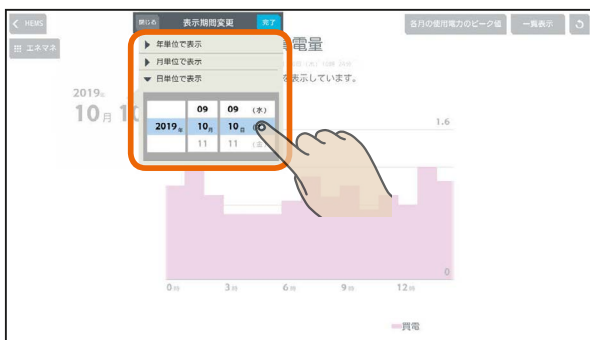 < HEMS
閉じる 表示期間変更 完了
各月の使用電力のピーク値 一覧表示
エネマネ
▶ 年単位で表示
電量
▶ 月単位で表示
▼ 日単位で表示
を表示しています。
2019年
10月 10
09 09 (水)
2019年 10月 10日
11 11 (金)
1.6
0
0時 3時 6時 9時 12時
買電